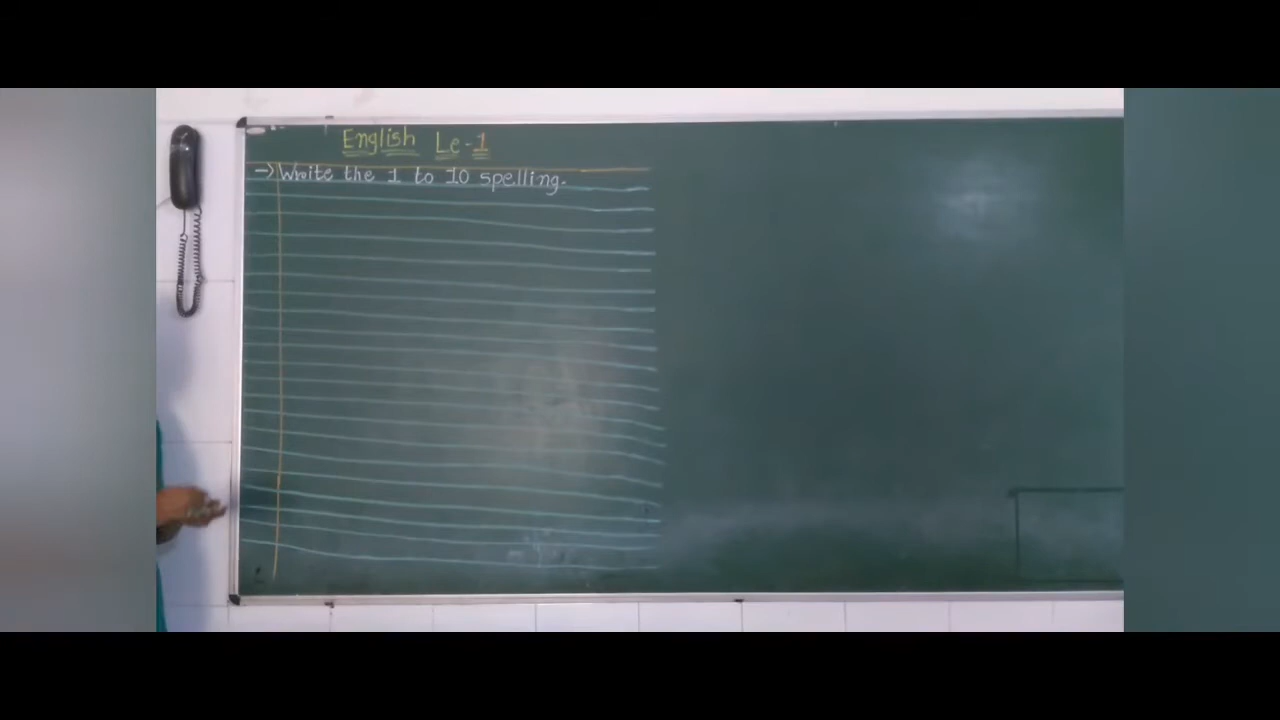 English Le-1
→ Write the 1 to 10 spelling.